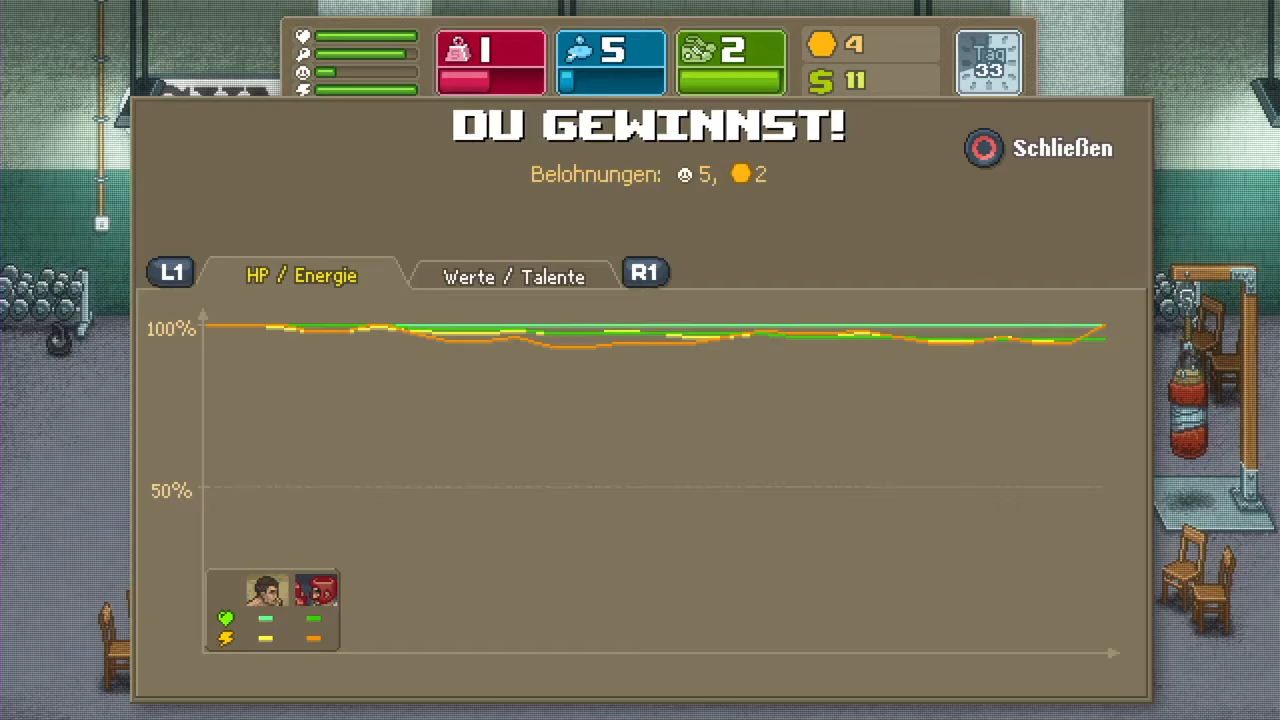 1 5 2 4
$ 11
Tag
33
DU GEWINNST!
Schließen
Belohnungen: 5, 2
L1 HP / Energie Werte / Talente R1
100%
50%